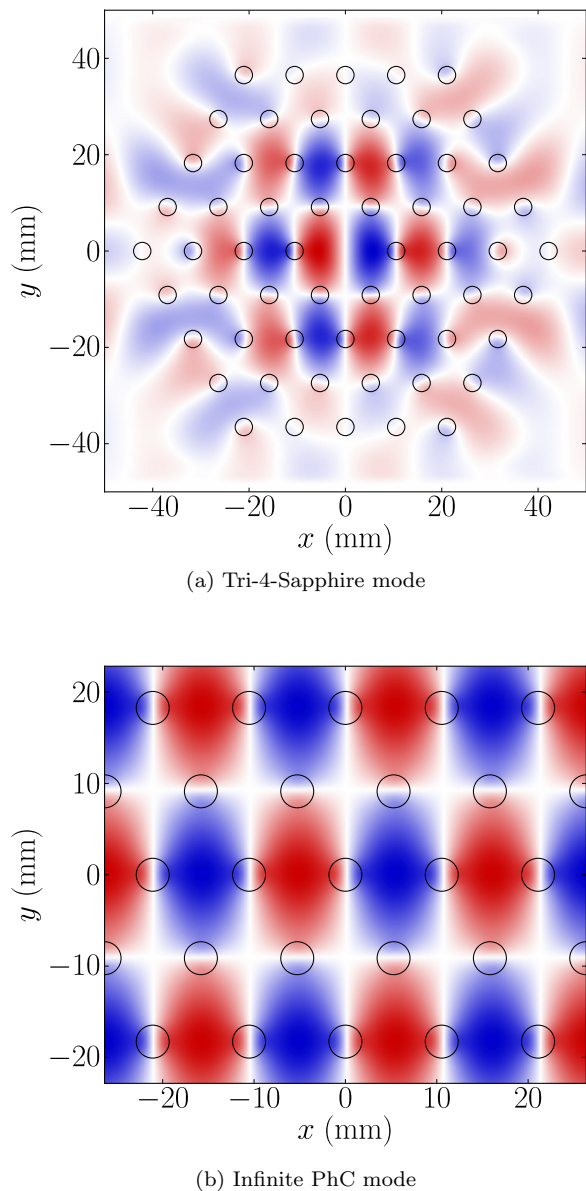 40
20
0
−20
−40
y (mm)
−40 −20 0 20 40
x (mm)
(a) Tri-4-Sapphire mode
20
10
0
−10
−20
y (mm)
−20 −10 0 10 20
x (mm)
(b) Infinite PhC mode